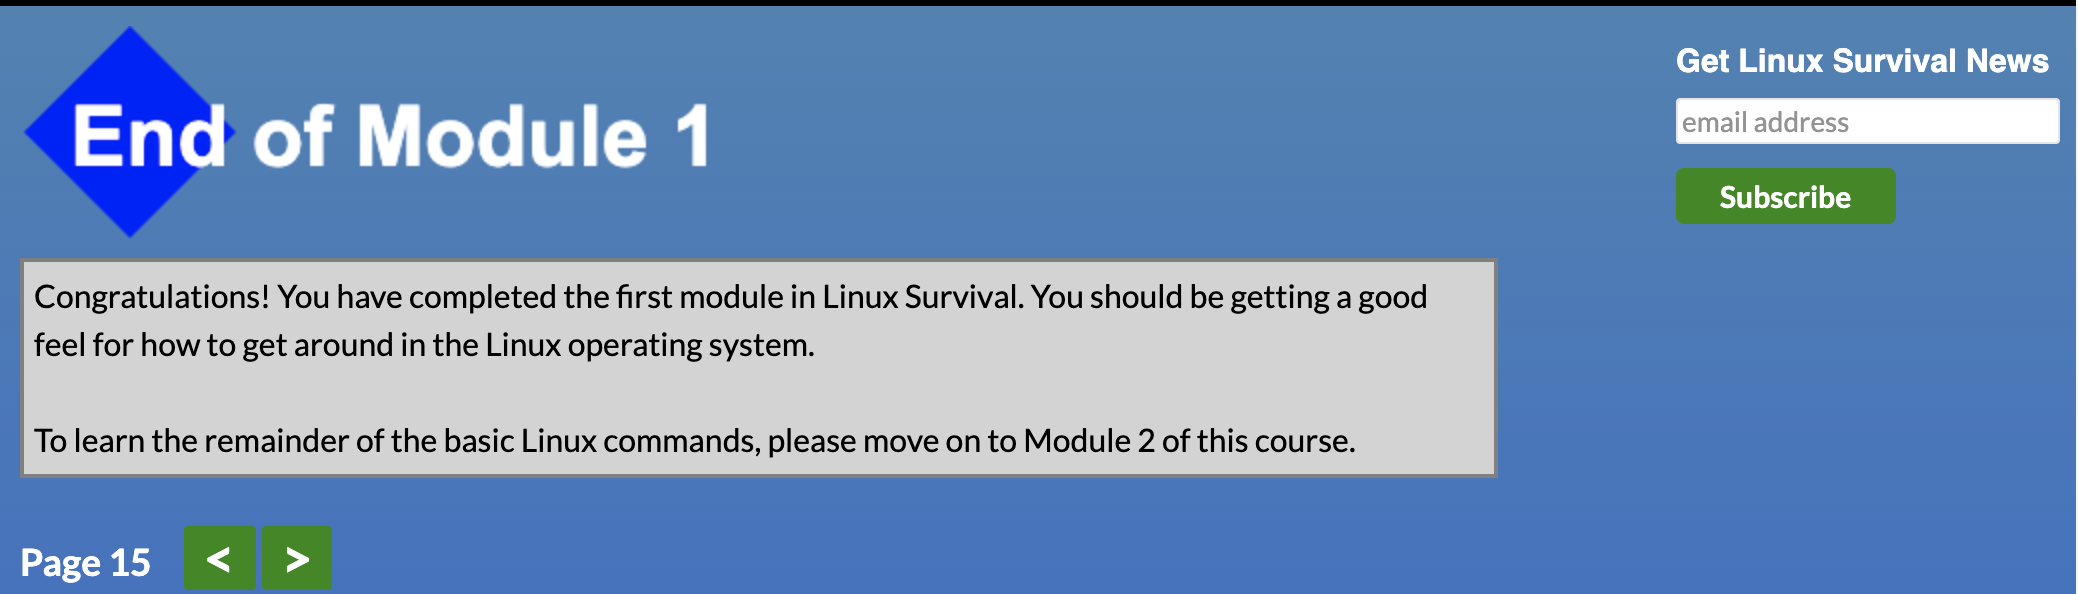 End of Module 1
Get Linux Survival News
email address
Subscribe
Congratulations! You have completed the first module in Linux Survival. You should be getting a good
feel for how to get around in the Linux operating system.
To learn the remainder of the basic Linux commands, please move on to Module 2 of this course.
Page 15 < >